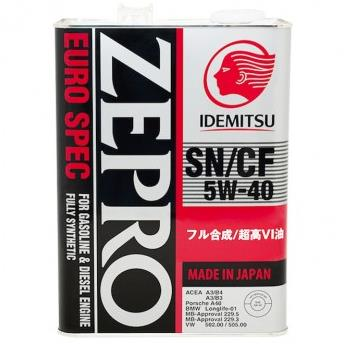 ZEPRO
EURO SPEC
FOR GASOLINE & DIESEL ENGINE
FULLY SYNTHETIC
IDEMITSU
SN/CF
5W-40
フル合成/超高VI油
MADE IN JAPAN
ACEA A3/B4
A3/B3
Porsche A40
BMW Longlife-01
MB-Approval 229.5
MB-Approval 229.3
VW 502.00 / 505.00